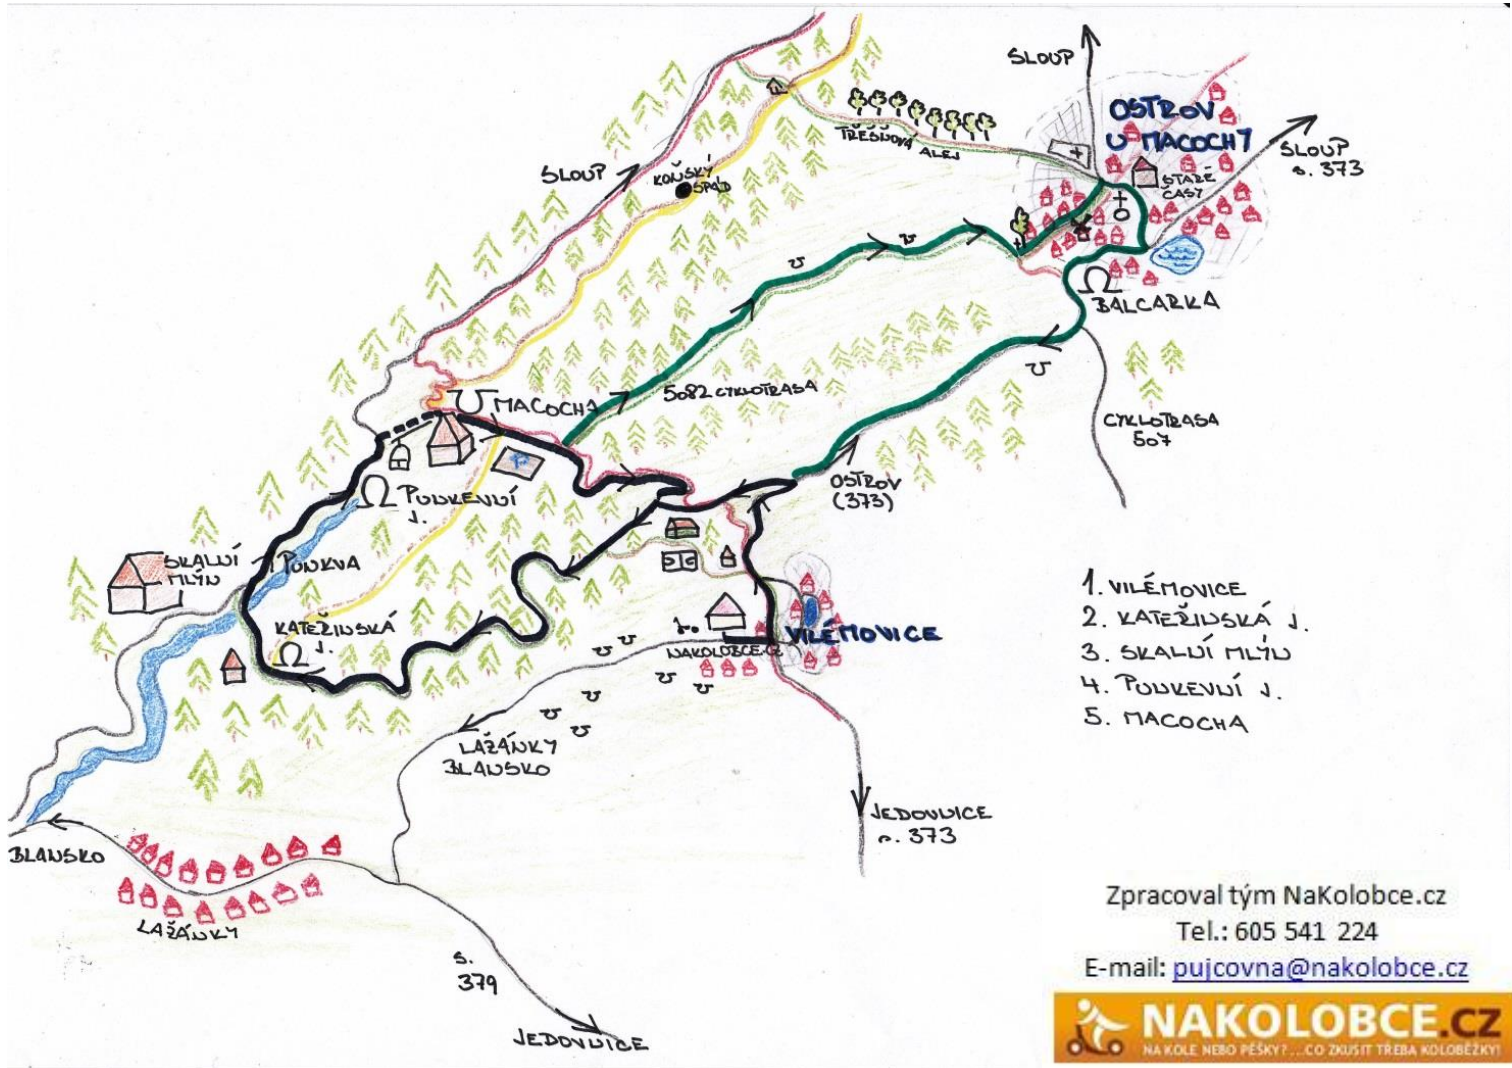 SLOUP
OSTROV
U MACOCHY
SLOUP
s. 373
STARÉ
ČASY
TŘEŠŇOVÁ ALEJ
SLOUP
KOŇSKÝ
SPÁD
BALCARKA
5082 CYKLOTRASA
MACOCHA
CYKLOTRASA
507
OSTROV
(373)
P
PUNKEVNÍ
J.
SKALNÍ
MLÝN
PUNKVA
KATEŘINSKÁ
J.
NAKOLOBCE.CZ
VILÉMOVICE
1. VILÉMOVICE
2. KATEŘINSKÁ J.
3. SKALNÍ MLÝN
4. PUNKEVNÍ J.
5. MACOCHA
LAŽÁNKY
BLANSKO
JEDOVNICE
s. 373
BLANSKO
LAŽÁNKY
s.
379
JEDOVNICE
Zpracoval tým NaKolobce.cz
Tel.: 605 541 224
E-mail: pujcovna@nakolobce.cz
NAKOLOBCE.CZ
NA KOLE NEBO PĚŠKY?...CO ZKUSIT TŘEBA KOLOBĚŽKY!